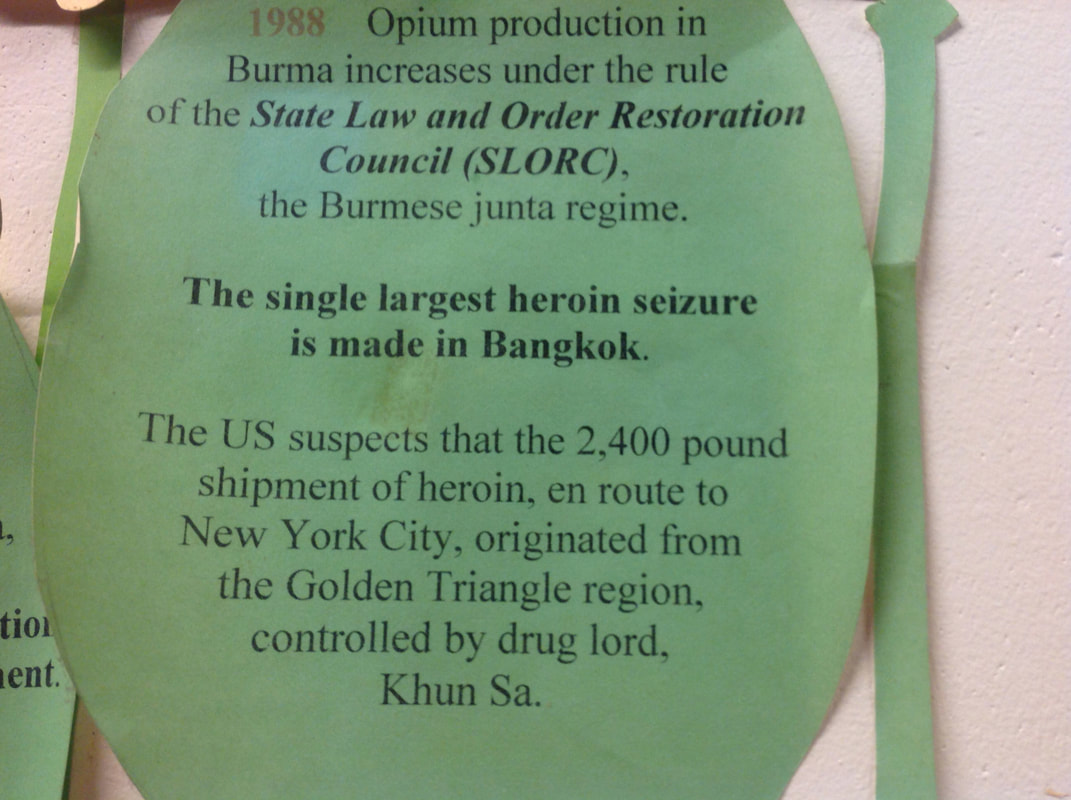 1988 Opium production in
Burma increases under the rule
of the State Law and Order Restoration
Council (SLORC),
the Burmese junta regime.
The single largest heroin seizure
is made in Bangkok.
The US suspects that the 2,400 pound
shipment of heroin, en route to
New York City, originated from
the Golden Triangle region,
controlled by drug lord,
Khun Sa.